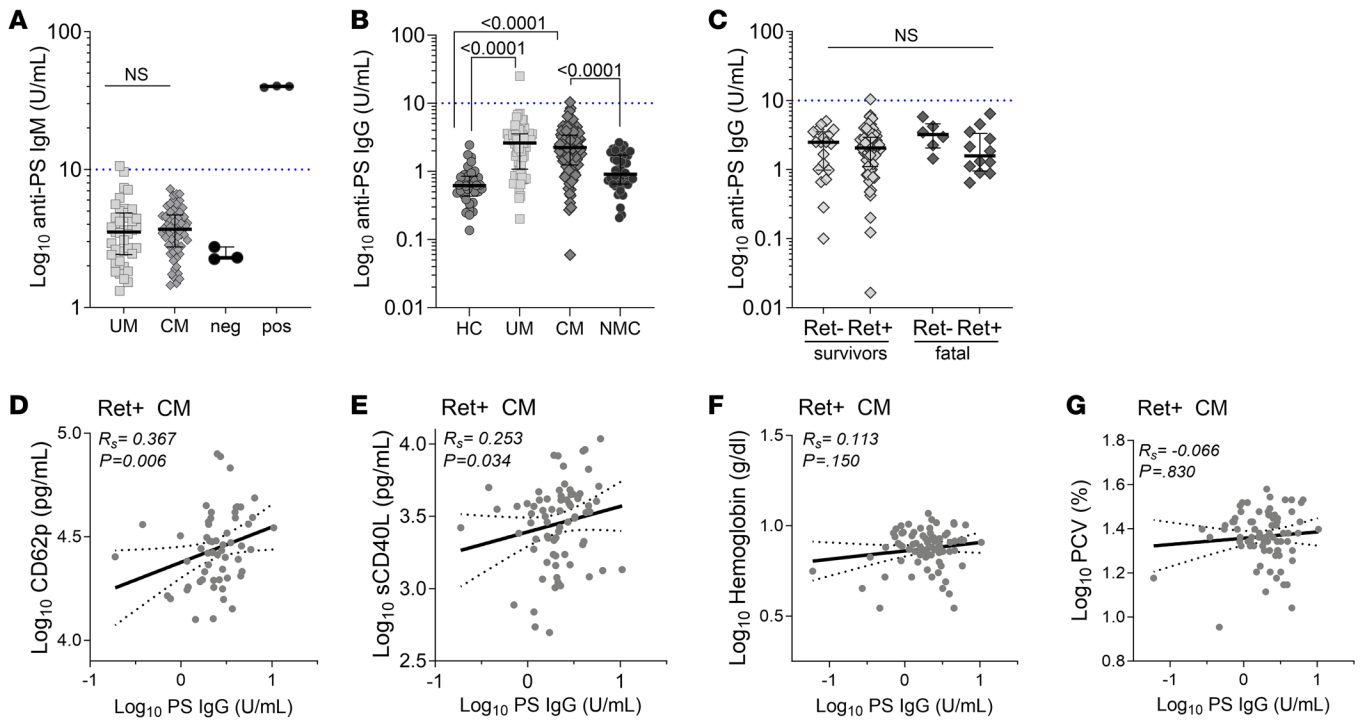 A
Log10 anti-PS IgM (U/mL)
100
10
1
NS
UM CM neg pos
B
Log10 anti-PS IgG (U/mL)
100
10
1
0.1
0.01
<0.0001
<0.0001
<0.0001
HC UM CM NMC
C
Log10 anti-PS IgG (U/mL)
100
10
1
0.1
0.01
NS
Ret- Ret+ Ret- Ret+
survivors fatal
D
Ret+ CM
Rs= 0.367
P=0.006
Log10 CD62p (pg/mL)
5.0
4.5
4.0
-1 0 1
Log10 PS IgG (U/mL)
E
Ret+ CM
Rs= 0.253
P=0.034
Log10 sCD40L (pg/mL)
4.0
3.5
3.0
2.5
-1 0 1
Log10 PS IgG (U/mL)
F
Ret+ CM
Rs= 0.113
P=.150
Log10 Hemoglobin (g/dl)
1.5
1.0
0.5
-1 0 1
Log10 PS IgG (U/mL)
G
Ret+ CM
Rs= -0.066
P=.830
Log10 PCV (%)
1.8
1.6
1.4
1.2
1.0
0.8
-1 0 1
Log10 PS IgG (U/mL)